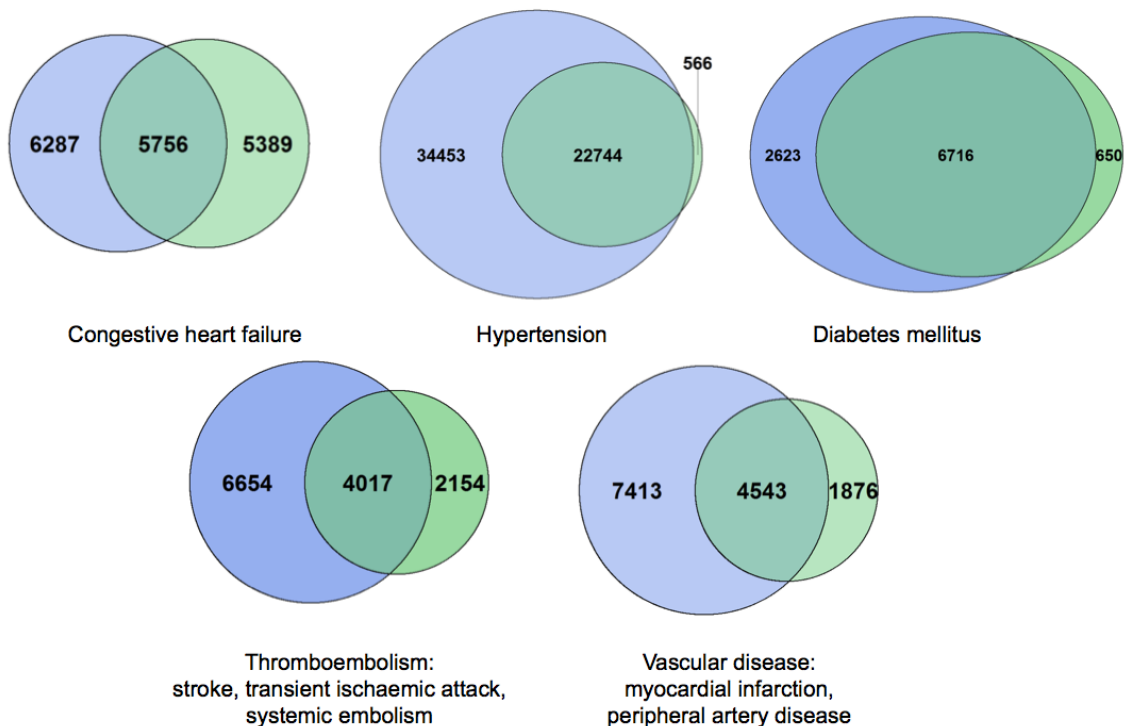 566
6287 5756 5389
34453 22744
2623 6716 650
Congestive heart failure
Hypertension
Diabetes mellitus
6654 4017 2154
7413 4543 1876
Thromboembolism:
stroke, transient ischaemic attack,
systemic embolism
Vascular disease:
myocardial infarction,
peripheral artery disease